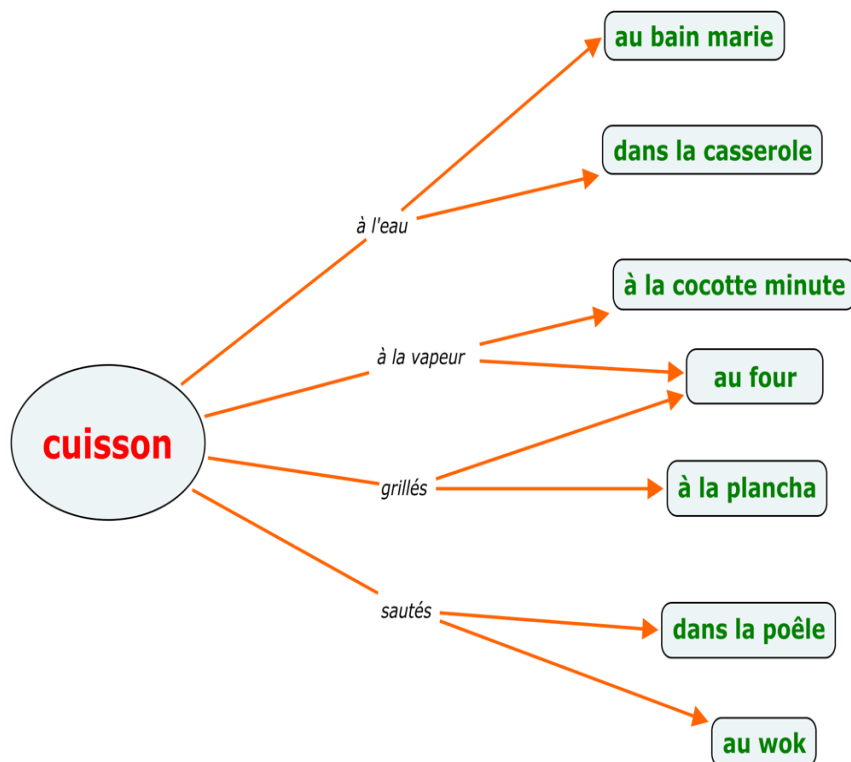 au bain marie
dans la casserole
à l'eau
à la cocotte minute
à la vapeur
au four
cuisson
grillés
à la plancha
sautés
dans la poêle
au wok